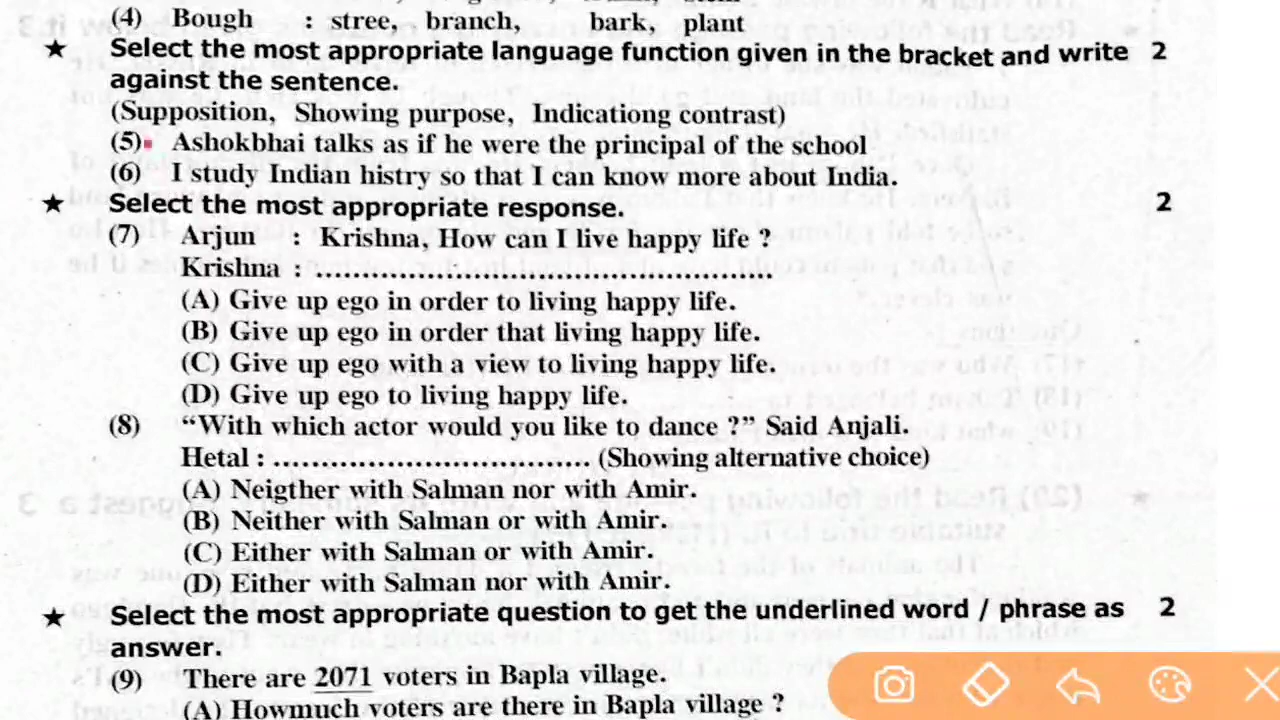 (4) Bough : stree, branch, bark, plant
★ Select the most appropriate language function given in the bracket and write 2
against the sentence.
(Supposition, Showing purpose, Indicationg contrast)
(5) Ashokbhai talks as if he were the principal of the school
(6) I study Indian histry so that I can know more about India.
★ Select the most appropriate response. 2
(7) Arjun : Krishna, How can I live happy life ?
Krishna :................................................
(A) Give up ego in order to living happy life.
(B) Give up ego in order that living happy life.
(C) Give up ego with a view to living happy life.
(D) Give up ego to living happy life.
(8) “With which actor would you like to dance ?” Said Anjali.
Hetal : ................................ (Showing alternative choice)
(A) Neigther with Salman nor with Amir.
(B) Neither with Salman or with Amir.
(C) Either with Salman or with Amir.
(D) Either with Salman nor with Amir.
★ Select the most appropriate question to get the underlined word / phrase as 2
answer.
(9) There are 2071 voters in Bapla village.
(A) Howmuch voters are there in Bapla village ?